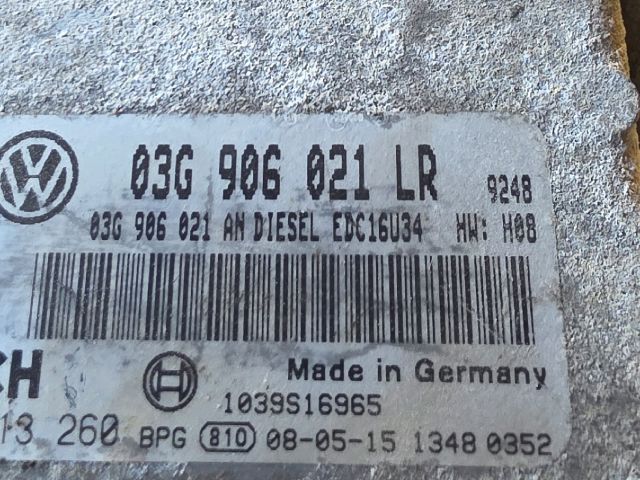 VW 03G 906 021 LR 9248
03G 906 021 AN DIESEL EDC16U34 HW: H08
CH Made in Germany
1039S16965
13 260 BPG 810 08-05-15 1348 0352